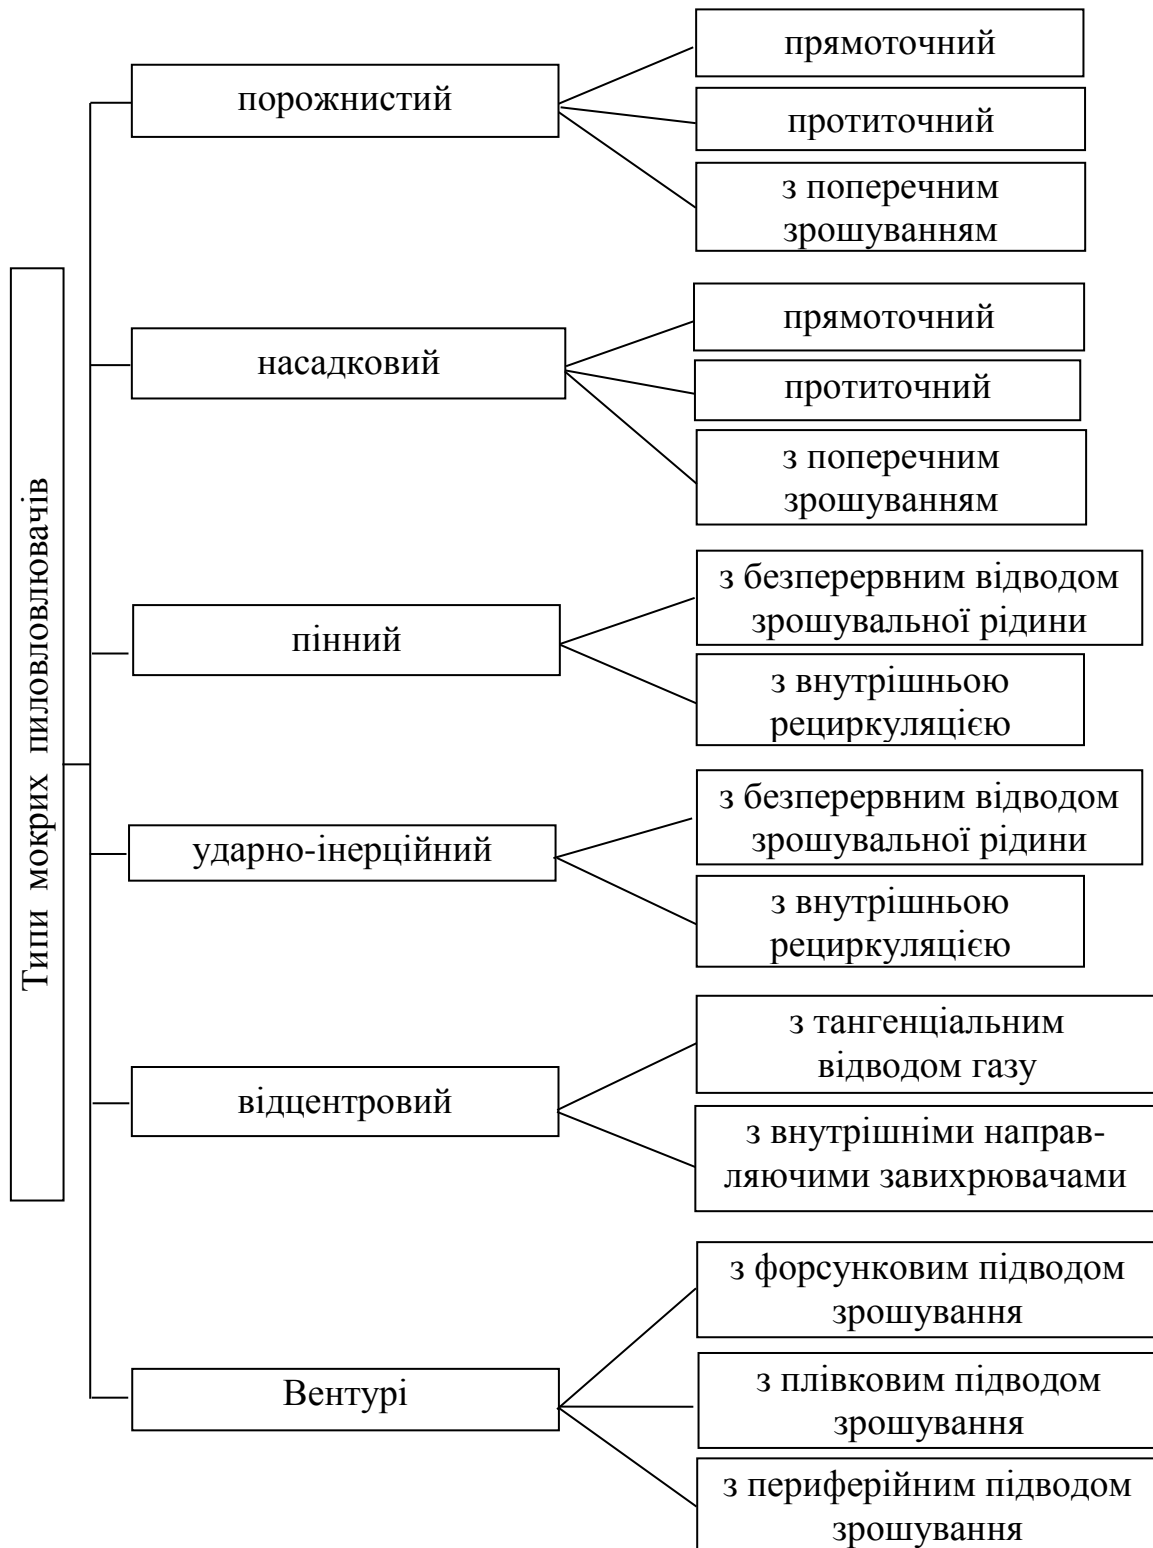 Типи мокрих пиловловлювачів
порожнистий
прямоточний
протиточний
з поперечним
зрошуванням
насадковий
прямоточний
протиточний
з поперечним
зрошуванням
пінний
з безперервним відводом
зрошувальної рідини
з внутрішньою
рециркуляцією
ударно-інерційний
з безперервним відводом
зрошувальної рідини
з внутрішньою
рециркуляцією
відцентровий
з тангенціальним
відводом газу
з внутрішніми направ-
ляючими завихрювачами
Вентурі
з форсунковим підводом
зрошування
з плівковим підводом
зрошування
з периферійним підводом
зрошування